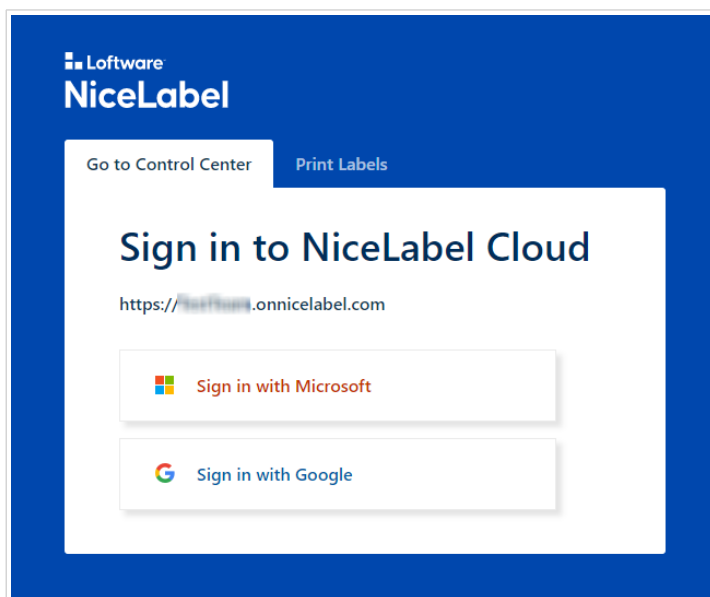 Loftware
NiceLabel
Go to Control Center
Print Labels
Sign in to NiceLabel Cloud
https:// .onnicelabel.com
Sign in with Microsoft
Sign in with Google